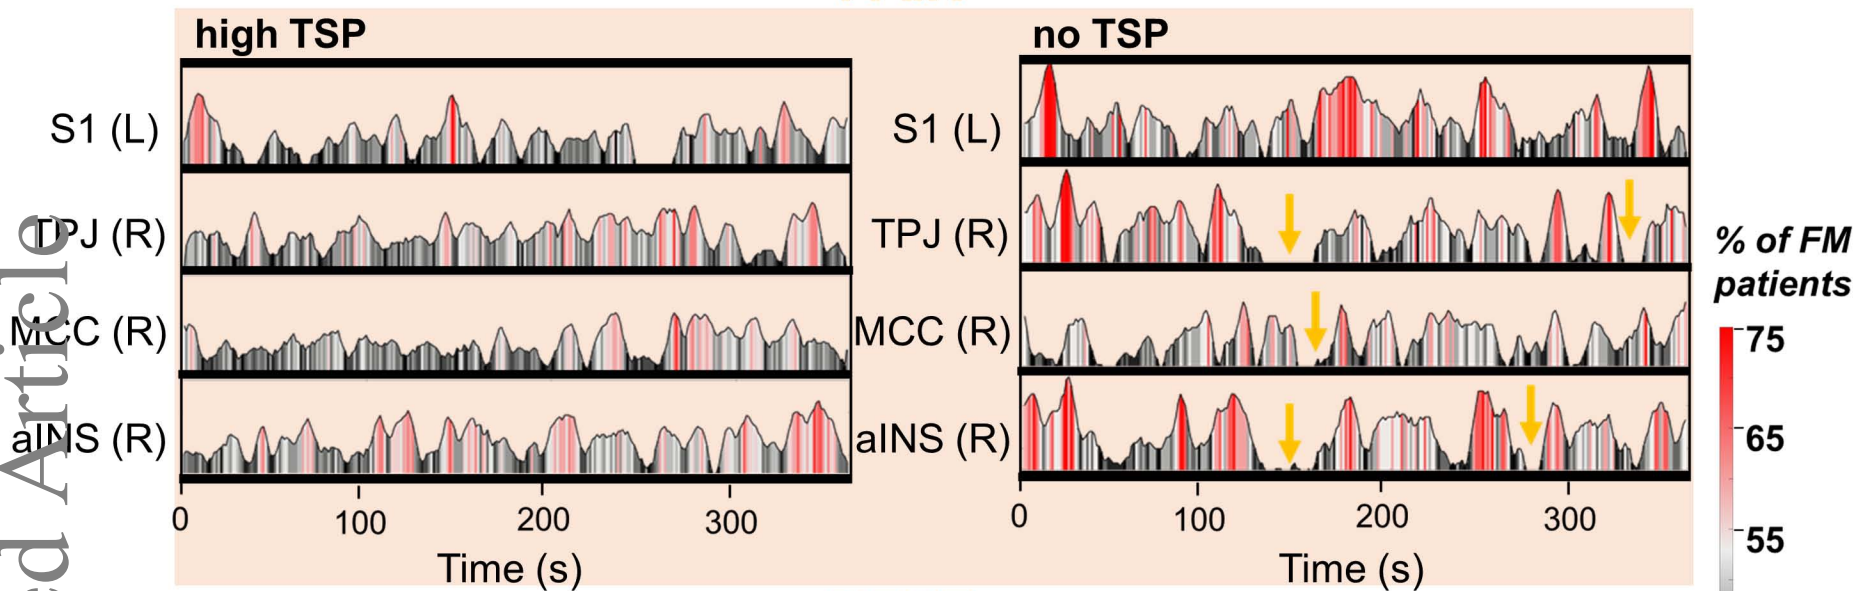 high TSP
no TSP
S1 (L)
TPJ (R)
MCC (R)
aINS (R)
0
100
200
300
Time (s)
S1 (L)
TPJ (R)
MCC (R)
aINS (R)
0
100
200
300
Time (s)
% of FM
patients
75
65
55
Article